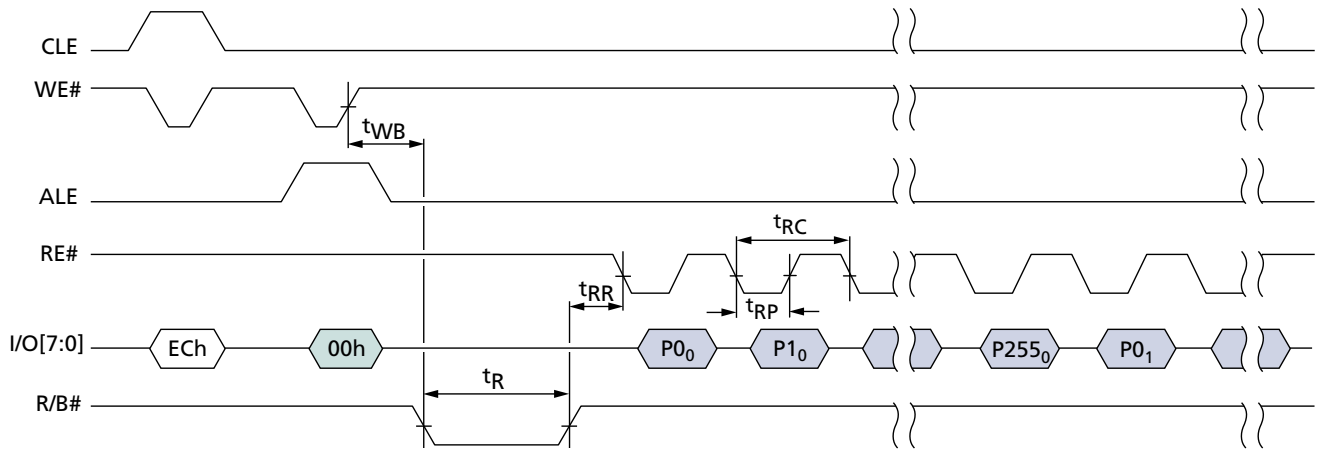 CLE
WE#
tWB
ALE
tRC
RE#
tRR
tRP
I/O[7:0]
ECh
00h
P0₀
P1₀
P255₀
P0₁
tR
R/B#